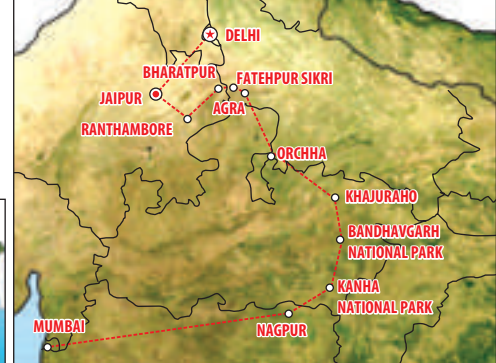 DELHI
BHARATPUR
FATEHPUR SIKRI
JAIPUR
AGRA
RANTHAMBORE
ORCHHA
KHAJURAHO
BANDHAVGARH
NATIONAL PARK
KANHA
NATIONAL PARK
MUMBAI
NAGPUR